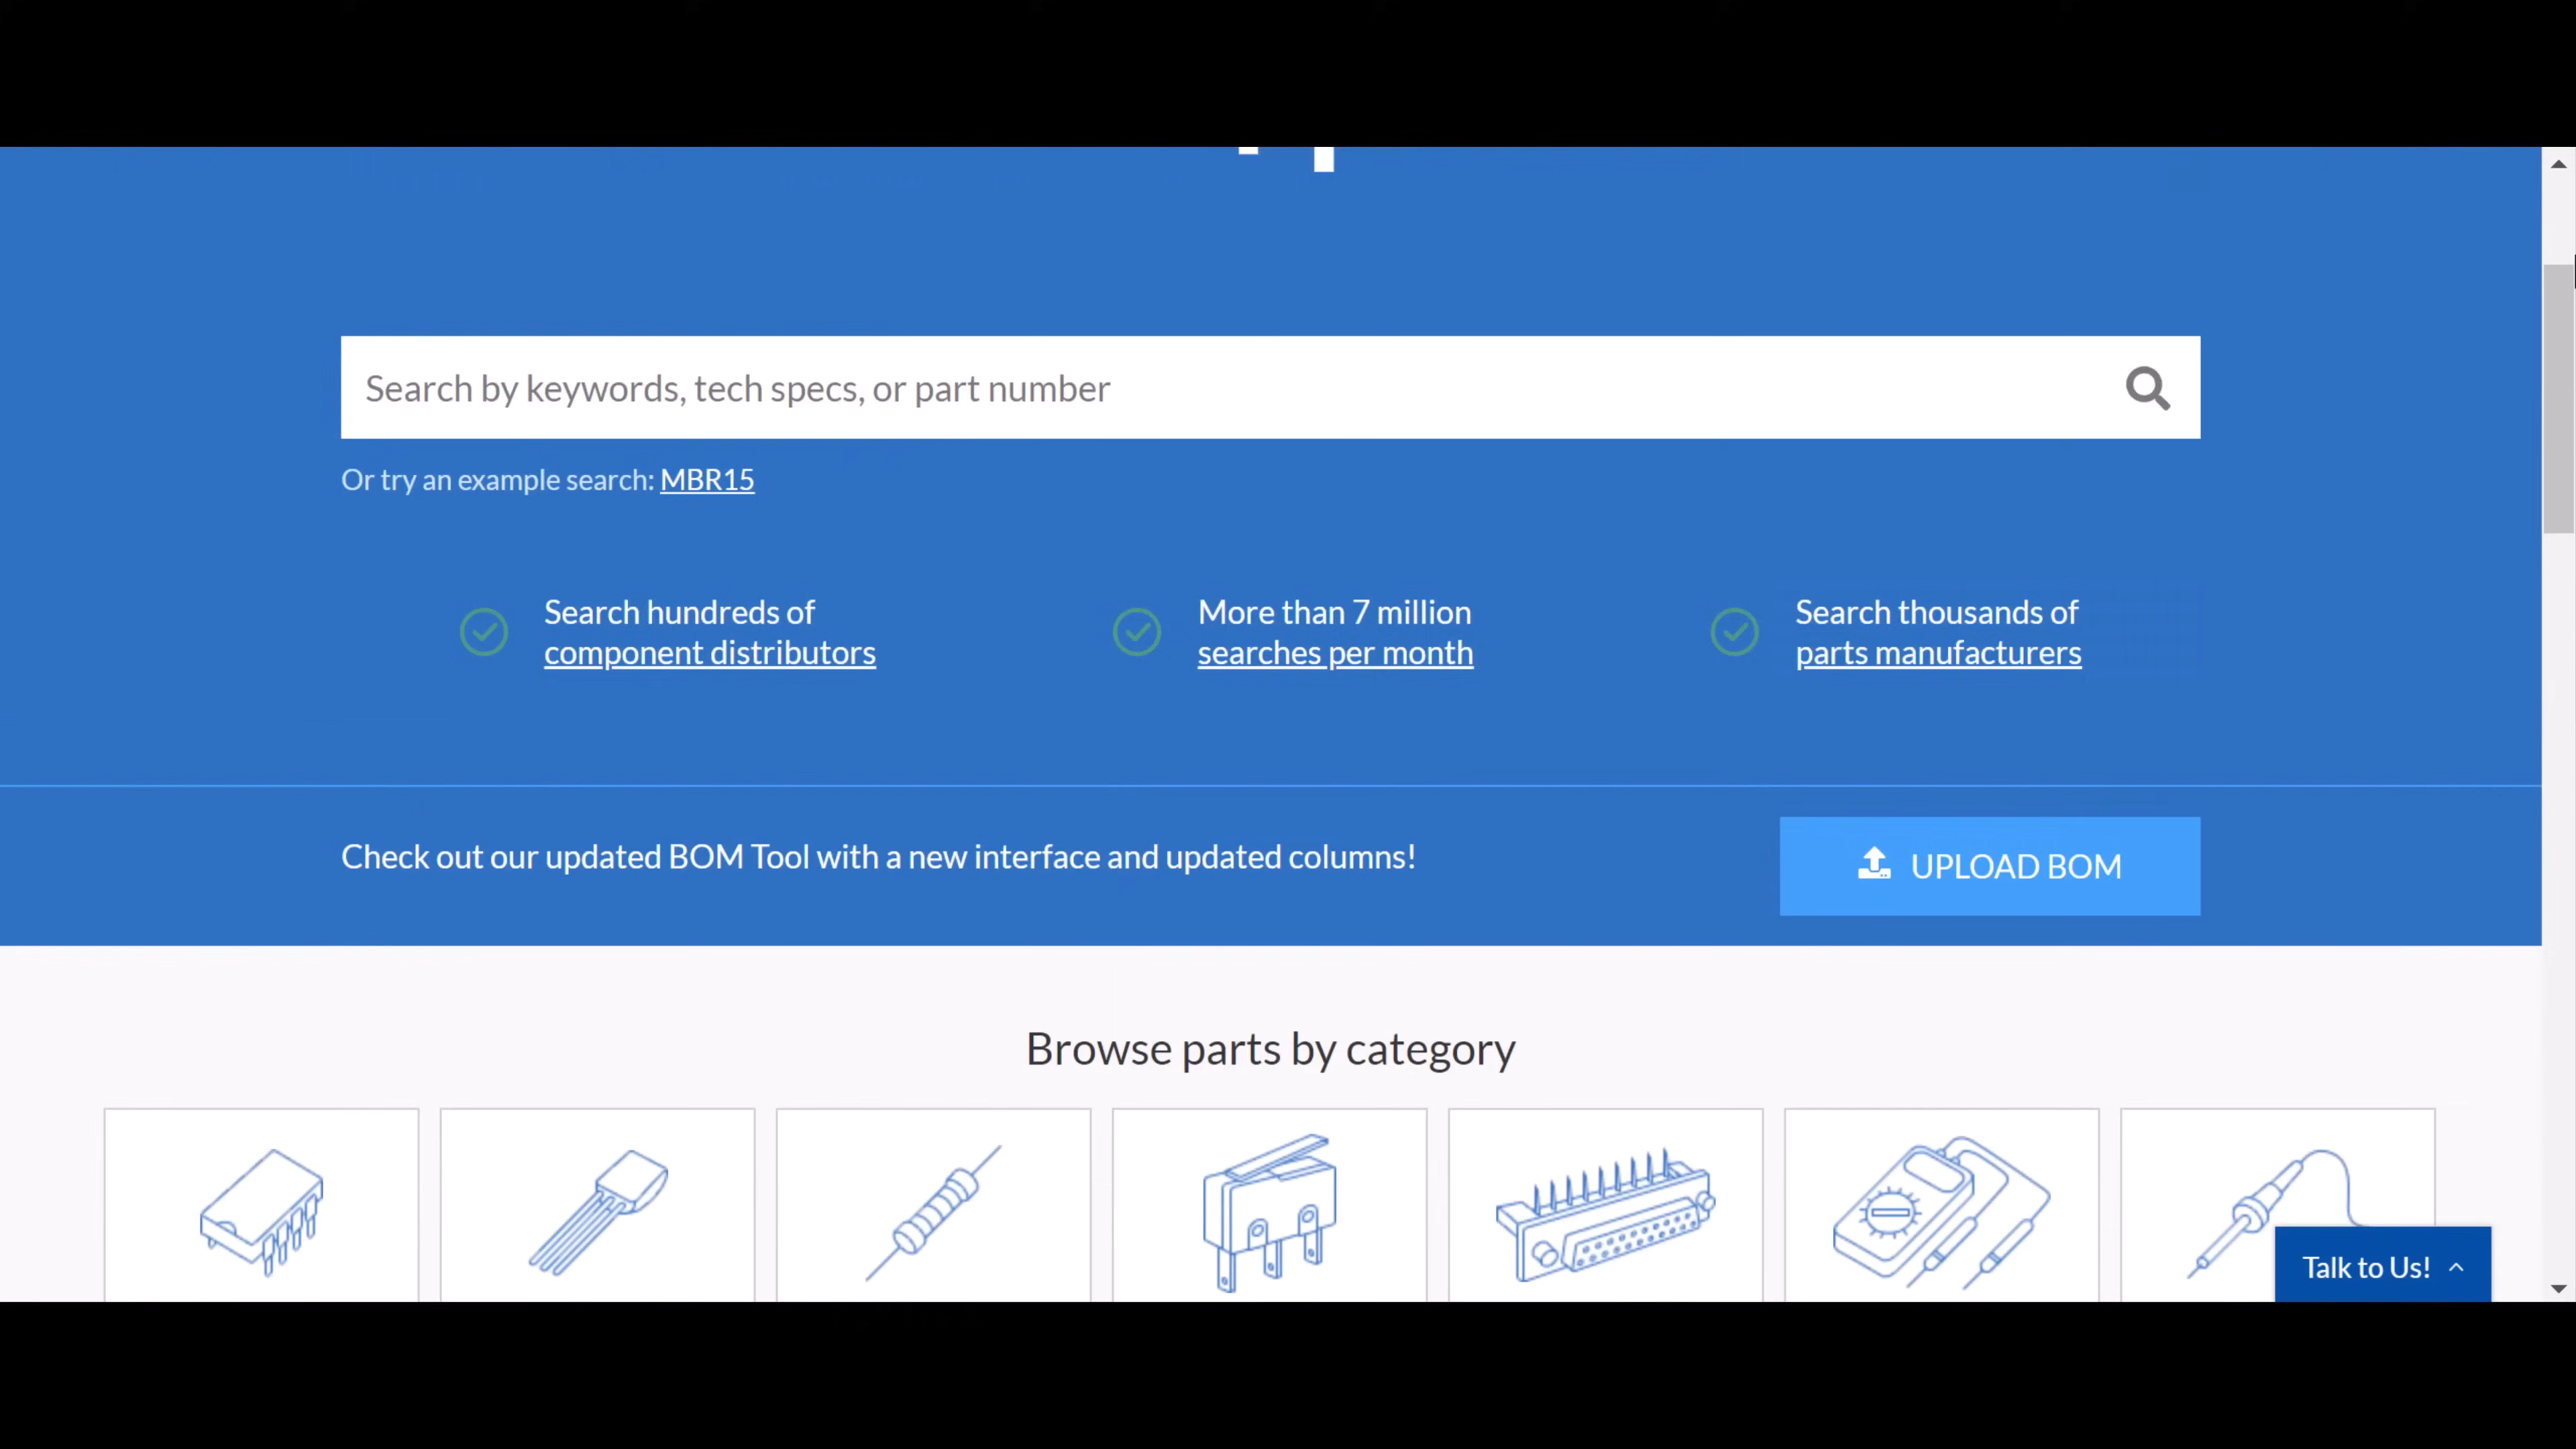 Search by keywords, tech specs, or part number
Or try an example search: MBR15
Search hundreds of
component distributors
More than 7 million
searches per month
Search thousands of
parts manufacturers
Check out our updated BOM Tool with a new interface and updated columns!
UPLOAD BOM
Browse parts by category
Talk to Us!